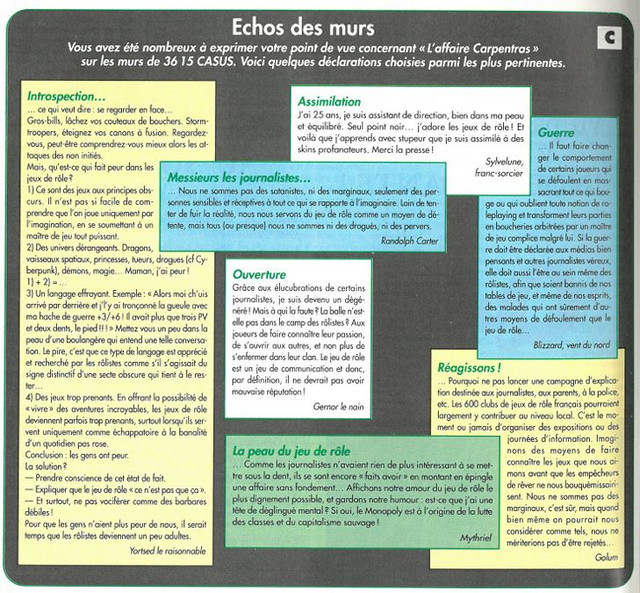 Echos des murs
Vous avez été nombreux à exprimer votre point de vue concernant « L'affaire Carpentras »
sur les murs de 36 15 CASUS. Voici quelques déclarations choisies parmi les plus pertinentes.
C
Introspection…
… ce qui veut dire : se regarder en face…
Gros-bills, lâchez vos couteaux de bouchers. Storm-
troopers, éteignez vos canons à fusion. Regardez-
vous, peut-être comprendrez-vous mieux alors les at-
taques des non initiés.
Mais, qu'est-ce qui fait peur dans les
jeux de rôle ?
1) Ce sont des jeux aux principes obs-
curs. Il n'est pas si facile de com-
prendre que l'on joue uniquement par
l'imagination, en se soumettant à un
maître de jeu tout puissant.
2) Des univers dérangeants. Dragons,
vaisseaux spatiaux, princesses, tueurs, drogues (cf Cy-
berpunk), démons, magie… Maman, j'ai peur !
1) + 2) = …
3) Un langage effrayant. Exemple : « Alors moi ch'uis
arrivé par derrière et j't'y ai tronçonné la gueule avec
ma hache de guerre +3/+6 ! Il avait plus que trois PV
et deux dents, le pied !!! » Mettez vous un peu dans la
peau d'une boulangère qui entend une telle conversa-
tion. Le pire, c'est que ce type de langage est apprécié
et recherché par les rôlistes comme s'il s'agissait du
signe distinctif d'une secte obscure qui tient à le res-
ter…
4) Des jeux trop prenants. En offrant la possibilité de
« vivre » des aventures incroyables, les jeux de rôle
deviennent parfois trop prenants, surtout lorsqu'ils ser-
vent uniquement comme échappatoire à la banalité
d'un quotidien pas rose.
Conclusion : les gens ont peur.
La solution ?
— Prendre conscience de cet état de fait.
— Expliquer que le jeu de rôle « ce n'est pas que ça ».
— Et surtout, ne pas vociférer comme des barbares
débiles !
Pour que les gens n'aient plus peur de nous, il serait
temps que les rôlistes deviennent un peu adultes.
Yortsed le raisonnable
Assimilation
J'ai 25 ans, je suis assistant de direction, bien dans ma peau
et équilibré. Seul point noir… j'adore les jeux de rôle ! Et
voilà que j'apprends avec stupeur que je suis assimilé à des
skins profanateurs. Merci la presse !
Sylvelune,
franc-sorcier
Messieurs les journalistes…
… Nous ne sommes pas des satanistes, ni des marginaux, seulement des per-
sonnes sensibles et réceptives à tout ce qui se rapporte à l'imaginaire. Loin de ten-
ter de fuir la réalité, nous nous servons du jeu de rôle comme un moyen de dé-
tente, mais tous (ou presque) nous ne sommes ni des drogués, ni des pervers.
Randolph Carter
Ouverture
Grâce aux élucubrations de certains
journalistes, je suis devenu un dégé-
néré ! Mais à qui la faute ? La balle n'est-
elle pas dans le camp des rôlistes ? Aux
joueurs de faire connaître leur passion,
de s'ouvrir aux autres, et non plus de
s'enfermer dans leur clan. Le jeu de rôle
est un jeu de communication et donc,
par définition, il ne devrait pas avoir
mauvaise réputation !
Gernor le nain
La peau du jeu de rôle
… Comme les journalistes n'avaient rien de plus intéressant à se met-
tre sous la dent, ils se sont encore « faits avoir » en montant en épingle
une affaire sans fondement… Affichons notre amour du jeu de rôle le
plus dignement possible, et gardons notre humour : est-ce que j'ai une
tête de déglingué mental ? Si oui, le Monopoly est à l'origine de la lutte
des classes et du capitalisme sauvage !
Mythriel
Guerre
… Il faut faire chan-
ger le comportement
de certains joueurs qui
se défoulent en mas-
sacrant tout ce qui bou-
ge ou qui oublient toute notion de ro-
leplaying et transforment leurs parties
en boucheries arbitrées par un maître
de jeu complice malgré lui. Si la guer-
re doit être déclarée aux médias bien
pensants et autres journalistes véreux,
elle doit aussi l'être au sein même des
rôlistes, afin que soient bannis de nos
tables de jeu, et même de nos esprits,
des malades qui ont sûrement d'au-
tres moyens de défoulement que le
jeu de rôle…
Blizzard, vent du nord
Réagissons !
… Pourquoi ne pas lancer une campagne d'explica-
tion destinée aux journalistes, aux parents, à la police,
etc. Les 600 clubs de jeux de rôle français pourraient
largement y contribuer au niveau local. C'est le mo-
ment ou jamais d'organiser des expositions ou des
journées d'information. Imagi-
nons des moyens de faire
connaître les jeux que nous ai-
mons avant que les empêcheurs
de rêver ne nous bouquémissairi-
sent. Nous ne sommes pas des
marginaux, c'est sûr, mais quand
bien même on pourrait nous
considérer comme tels, nous ne
mériterions pas d'être rejetés…
Golum